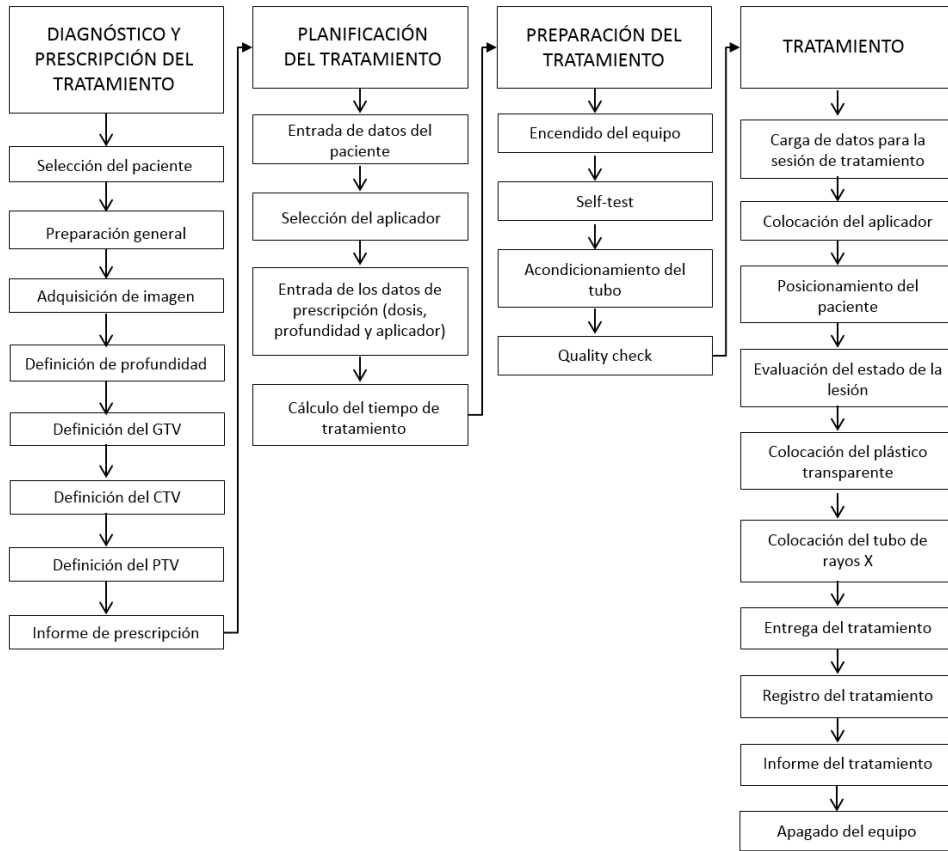 DIAGNÓSTICO Y
PRESCRIPCIÓN DEL
TRATAMIENTO
Selección del paciente
Preparación general
Adquisición de imagen
Definición de profundidad
Definición del GTV
Definición del CTV
Definición del PTV
Informe de prescripción
PLANIFICACIÓN
DEL TRATAMIENTO
Entrada de datos del
paciente
Selección del aplicador
Entrada de los datos de
prescripción (dosis,
profundidad y aplicador)
Cálculo del tiempo de
tratamiento
PREPARACIÓN DEL
TRATAMIENTO
Encendido del equipo
Self-test
Acondicionamiento del
tubo
Quality check
TRATAMIENTO
Carga de datos para la
sesión de tratamiento
Colocación del aplicador
Posicionamiento del
paciente
Evaluación del estado de la
lesión
Colocación del plástico
transparente
Colocación del tubo de
rayos X
Entrega del tratamiento
Registro del tratamiento
Informe del tratamiento
Apagado del equipo